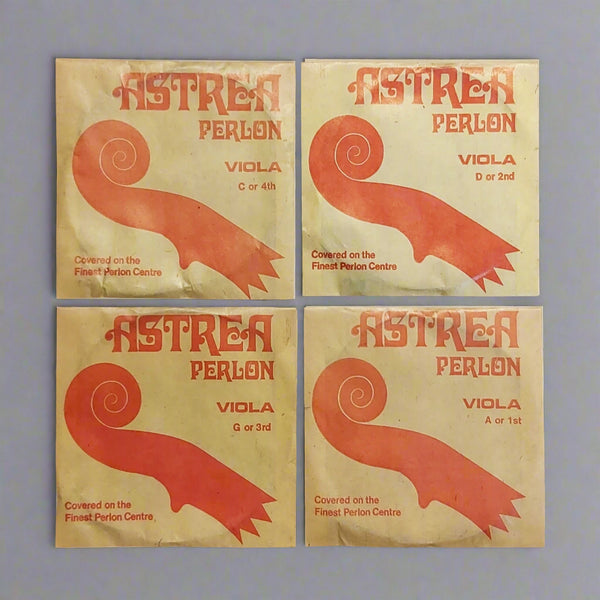 ASTREA
PERLON
VIOLA
C or 4th
Covered on the
Finest Perlon Centre
ASTREA
PERLON
VIOLA
D or 2nd
Covered on the
Finest Perlon Centre
ASTREA
PERLON
VIOLA
G or 3rd
Covered on the
Finest Perlon Centre
ASTREA
PERLON
VIOLA
A or 1st
Covered on the
Finest Perlon Centre